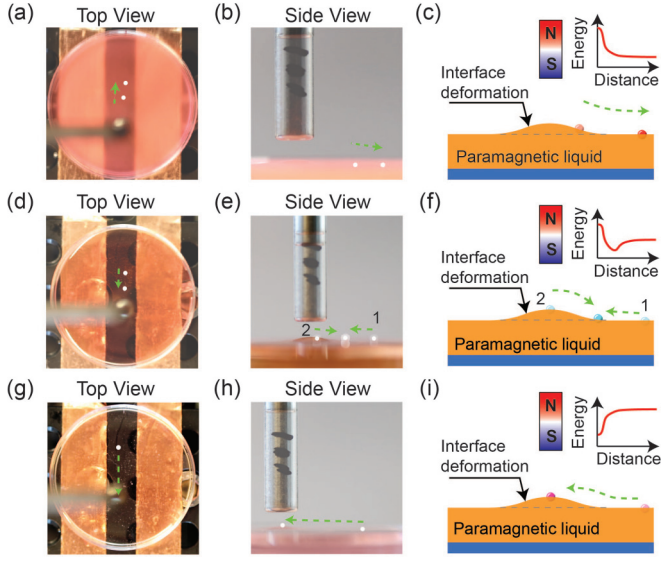 (a) Top View
(b) Side View
(c)
N
S
Energy
Distance
Interface
deformation
Paramagnetic liquid
(d) Top View
(e) Side View
2
1
(f)
N
S
Energy
Distance
Interface
deformation
2
1
Paramagnetic liquid
(g) Top View
(h) Side View
(i)
N
S
Energy
Distance
Interface
deformation
Paramagnetic liquid